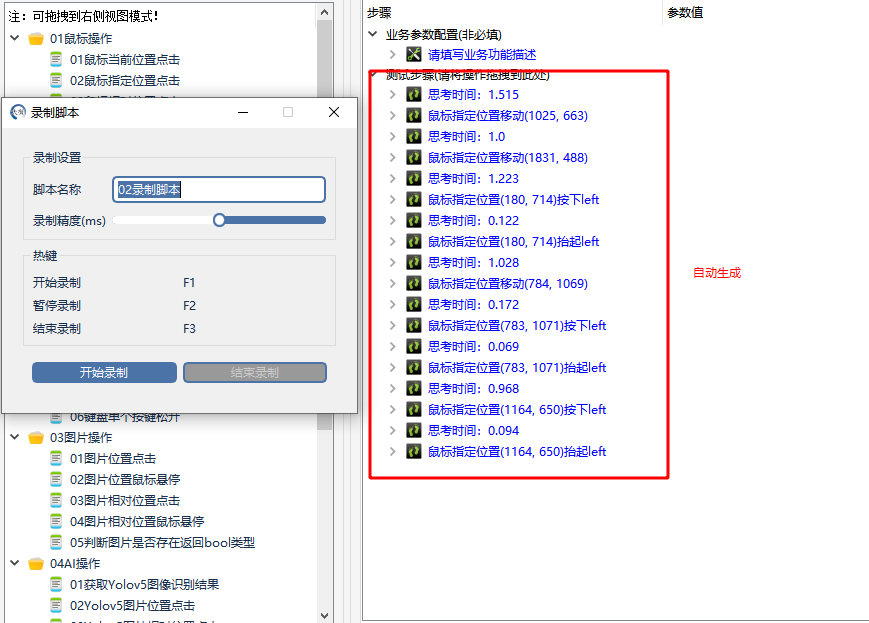 注：可拖拽到右侧视图模式!
01鼠标操作
01鼠标当前位置点击
02鼠标指定位置点击
录制脚本
录制设置
脚本名称
02录制脚本
录制精度(ms)
热键
开始录制
F1
暂停录制
F2
结束录制
F3
开始录制
结束录制
06键盘单个按键松开
03图片操作
01图片位置点击
02图片位置鼠标悬停
03图片相对位置点击
04图片相对位置鼠标悬停
05判断图片是否存在返回bool类型
04AI操作
01获取Yolov5图像识别结果
02Yolov5图片位置点击
步骤
参数值
业务参数配置(非必填)
请填写业务功能描述
测试步骤(请将操作拖拽到此处)
思考时间：1.515
鼠标指定位置移动(1025, 663)
思考时间：1.0
鼠标指定位置移动(1831, 488)
思考时间：1.223
鼠标指定位置(180, 714)按下left
思考时间：0.122
鼠标指定位置(180, 714)抬起left
思考时间：1.028
鼠标指定位置移动(784, 1069)
思考时间：0.172
鼠标指定位置(783, 1071)按下left
思考时间：0.069
鼠标指定位置(783, 1071)抬起left
思考时间：0.968
鼠标指定位置(1164, 650)按下left
思考时间：0.094
鼠标指定位置(1164, 650)抬起left
自动生成